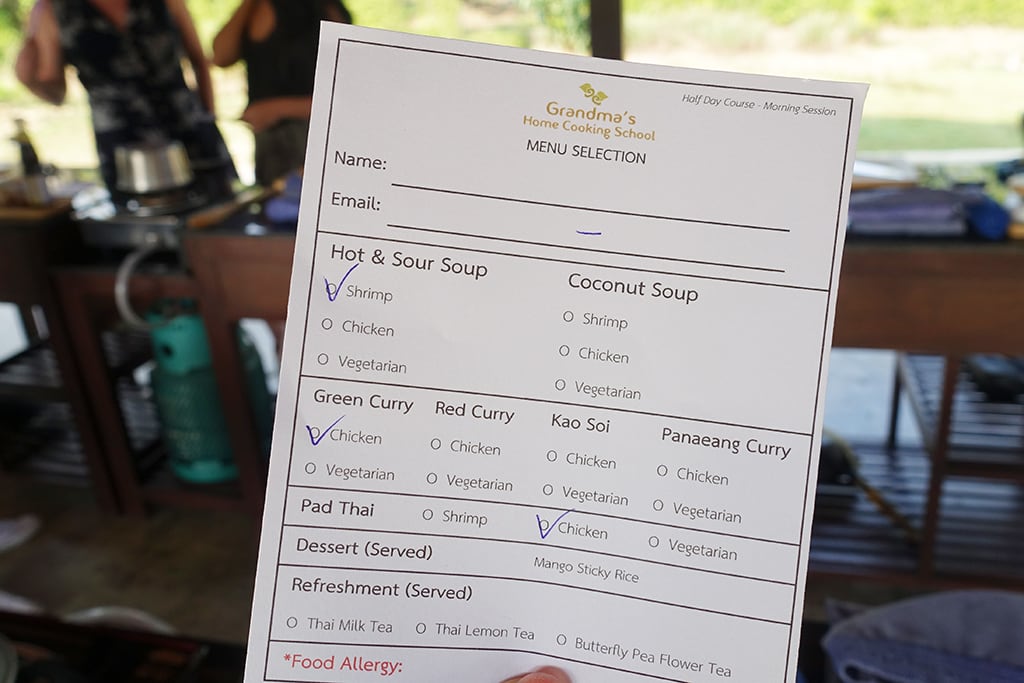 Half Day Course - Morning Session
Grandma's
Home Cooking School
MENU SELECTION
Name:
Email:
Hot & Sour Soup
Shrimp
Chicken
Vegetarian
Coconut Soup
Shrimp
Chicken
Vegetarian
Green Curry
Chicken
Vegetarian
Red Curry
Chicken
Vegetarian
Kao Soi
Chicken
Vegetarian
Panaeang Curry
Chicken
Vegetarian
Pad Thai Shrimp Chicken Vegetarian
Dessert (Served) Mango Sticky Rice
Refreshment (Served)
Thai Milk Tea Thai Lemon Tea Butterfly Pea Flower Tea
*Food Allergy: